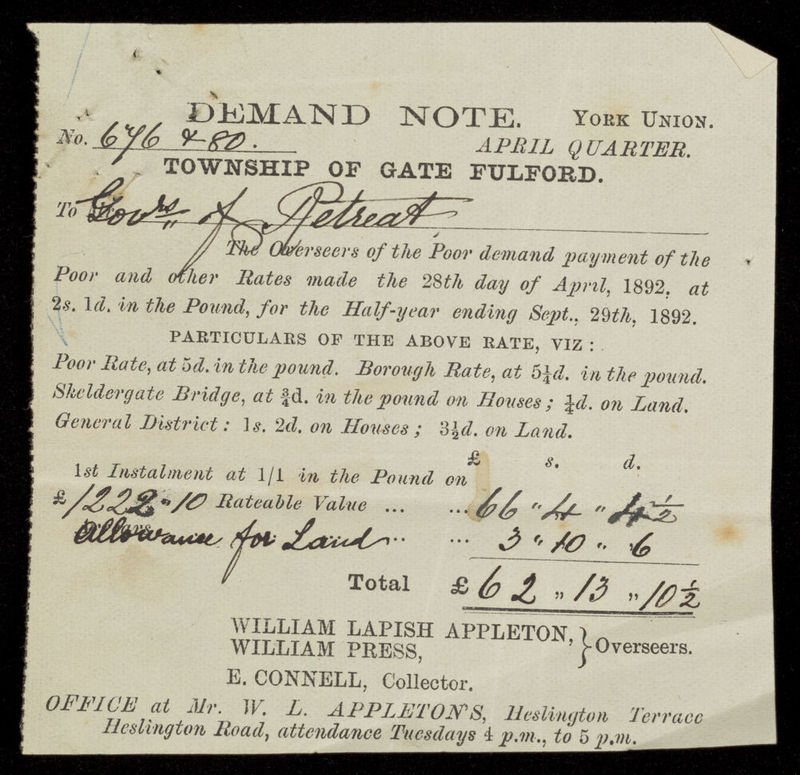 DEMAND NOTE. YORK UNION.
No. 676 & 80. APRIL QUARTER.
TOWNSHIP OF GATE FULFORD.
To Govrs of Retreat
The Overseers of the Poor demand payment of the
Poor and other Rates made the 28th day of April, 1892, at
2s. 1d. in the Pound, for the Half-year ending Sept., 29th, 1892.
PARTICULARS OF THE ABOVE RATE, VIZ :
Poor Rate, at 5d. in the pound. Borough Rate, at 5¼d. in the pound.
Skeldergate Bridge, at ¾d. in the pound on Houses ; ¼d. on Land.
General District : 1s. 2d. on Houses ; 3½d. on Land.
£ s. d.
1st Instalment at 1/1 in the Pound on
£1222 " 10 Rateable Value ... ... 66 " 4 " 4½
Allowance for Land ... ... 3 " 10 " 6
Total £62 " 13 " 10½
WILLIAM LAPISH APPLETON,
WILLIAM PRESS, } Overseers.
E. CONNELL, Collector.
OFFICE at Mr. W. L. APPLETON'S, Heslington Terrace
Heslington Road, attendance Tuesdays 4 p.m., to 5 p.m.